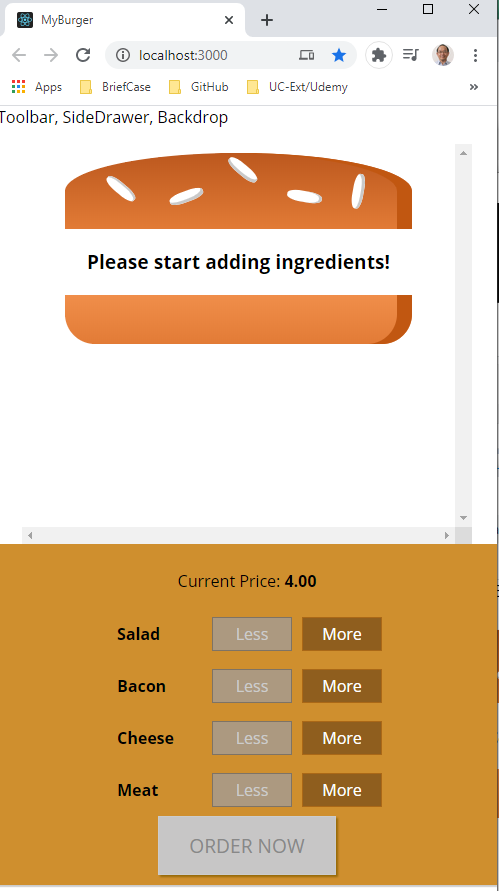 MyBurger
localhost:3000
Apps BriefCase GitHub UC-Ext/Udemy »
Toolbar, SideDrawer, Backdrop
Please start adding ingredients!
Current Price: 4.00
Salad Less More
Bacon Less More
Cheese Less More
Meat Less More
ORDER NOW